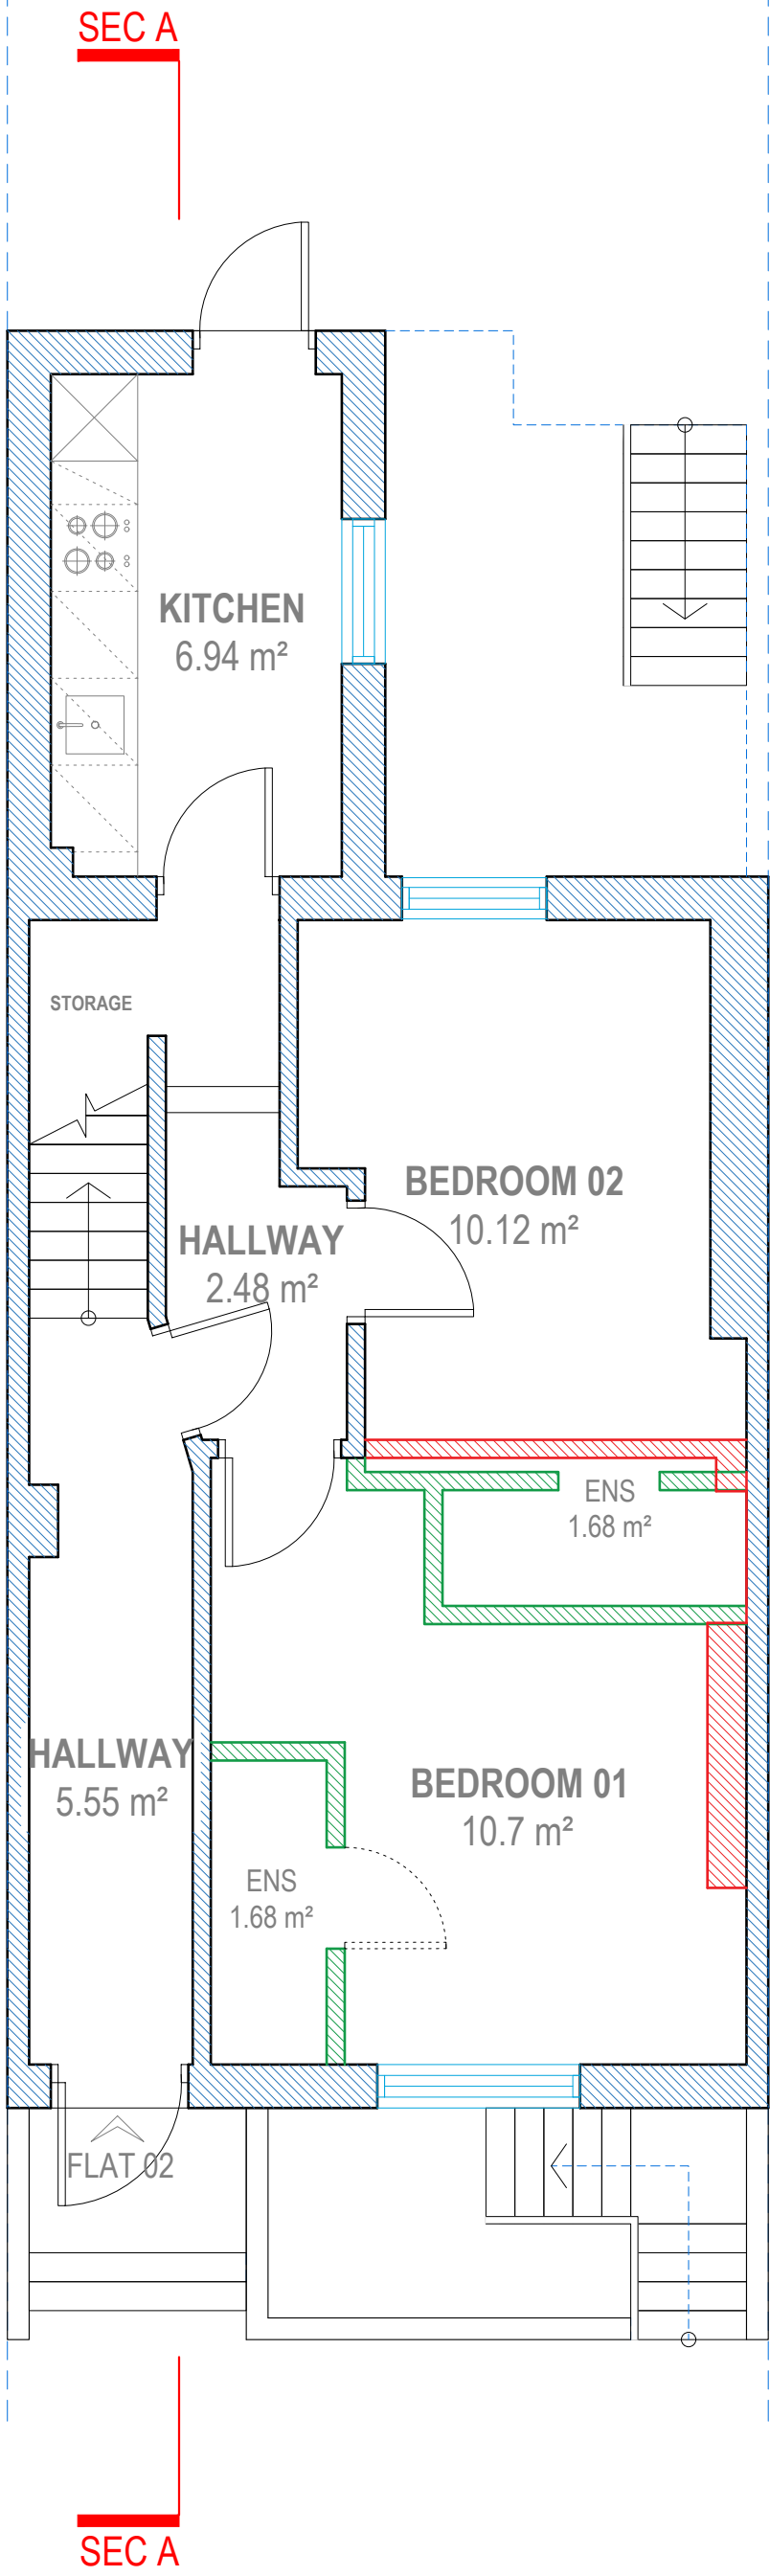 SEC A
KITCHEN
6.94 m²
STORAGE
BEDROOM 02
10.12 m²
HALLWAY
2.48 m²
ENS
1.68 m²
HALLWAY
5.55 m²
BEDROOM 01
10.7 m²
ENS
1.68 m²
FLAT 02
SEC A